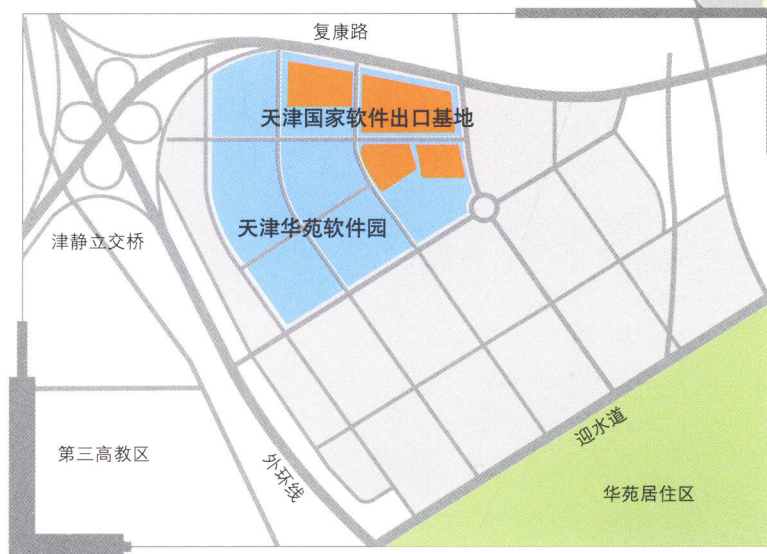 复康路
天津国家软件出口基地
天津华苑软件园
津静立交桥
迎水道
第三高教区
外环线
华苑居住区